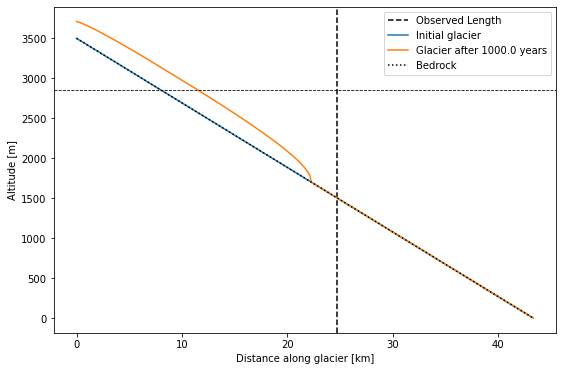 Observed Length
Initial glacier
Glacier after 1000.0 years
Bedrock
Altitude [m]
3500
3000
2500
2000
1500
1000
500
0
0 10 20 30 40
Distance along glacier [km]